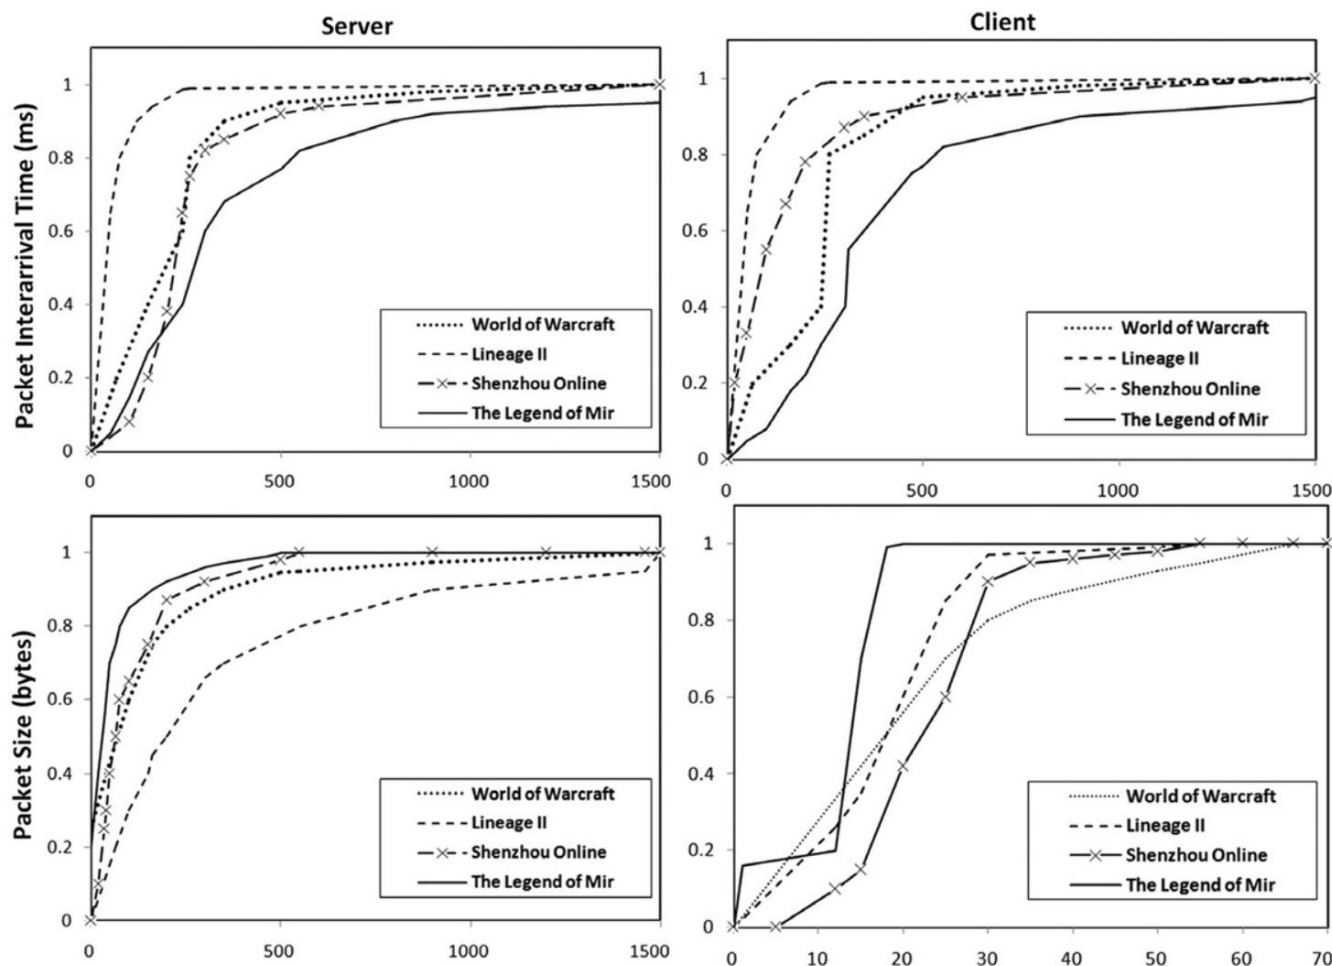 Server
Client
Packet Interarrival Time (ms)
1
0.8
0.6
0.4
0.2
0
0
500
1000
1500
World of Warcraft
Lineage II
Shenzhou Online
The Legend of Mir
1
0.8
0.6
0.4
0.2
0
0
500
1000
1500
World of Warcraft
Lineage II
Shenzhou Online
The Legend of Mir
Packet Size (bytes)
1
0.8
0.6
0.4
0.2
0
0
500
1000
1500
World of Warcraft
Lineage II
Shenzhou Online
The Legend of Mir
1
0.8
0.6
0.4
0.2
0
0
10
20
30
40
50
60
70
World of Warcraft
Lineage II
Shenzhou Online
The Legend of Mir